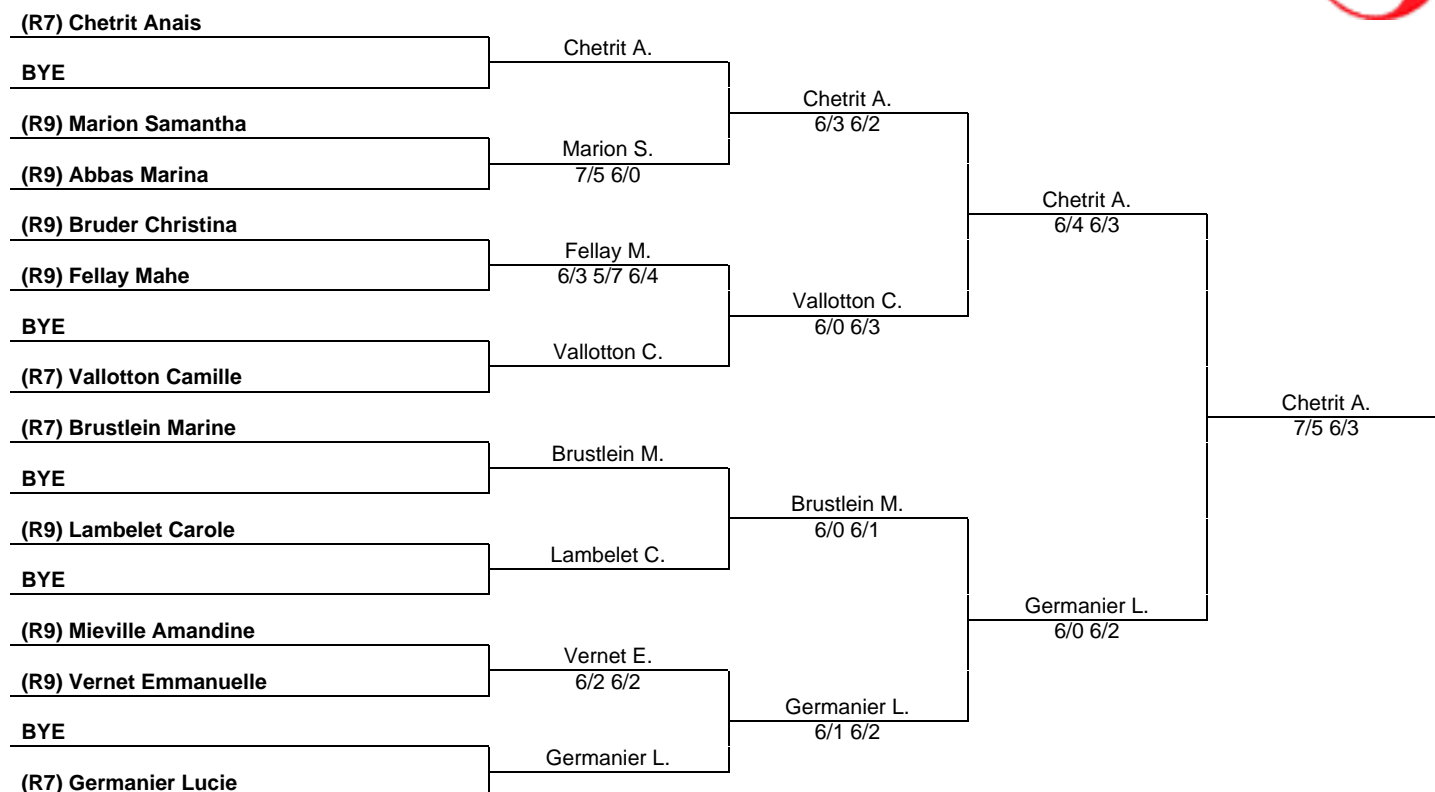 (R7) Chetrit Anais
BYE
(R9) Marion Samantha
(R9) Abbas Marina
(R9) Bruder Christina
(R9) Fellay Mahe
BYE
(R7) Vallotton Camille
(R7) Brustlein Marine
BYE
(R9) Lambelet Carole
BYE
(R9) Mieville Amandine
(R9) Vernet Emmanuelle
BYE
(R7) Germanier Lucie
Chetrit A.
Marion S.
7/5 6/0
Fellay M.
6/3 5/7 6/4
Vallotton C.
Brustlein M.
Lambelet C.
Vernet E.
6/2 6/2
Germanier L.
Chetrit A.
6/3 6/2
Vallotton C.
6/0 6/3
Brustlein M.
6/0 6/1
Germanier L.
6/1 6/2
Chetrit A.
6/4 6/3
Germanier L.
6/0 6/2
Chetrit A.
7/5 6/3